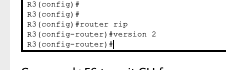 R3(config)#
R3(config)#
R3(config)#router rip
R3(config-router)#version 2
R3(config-router)#